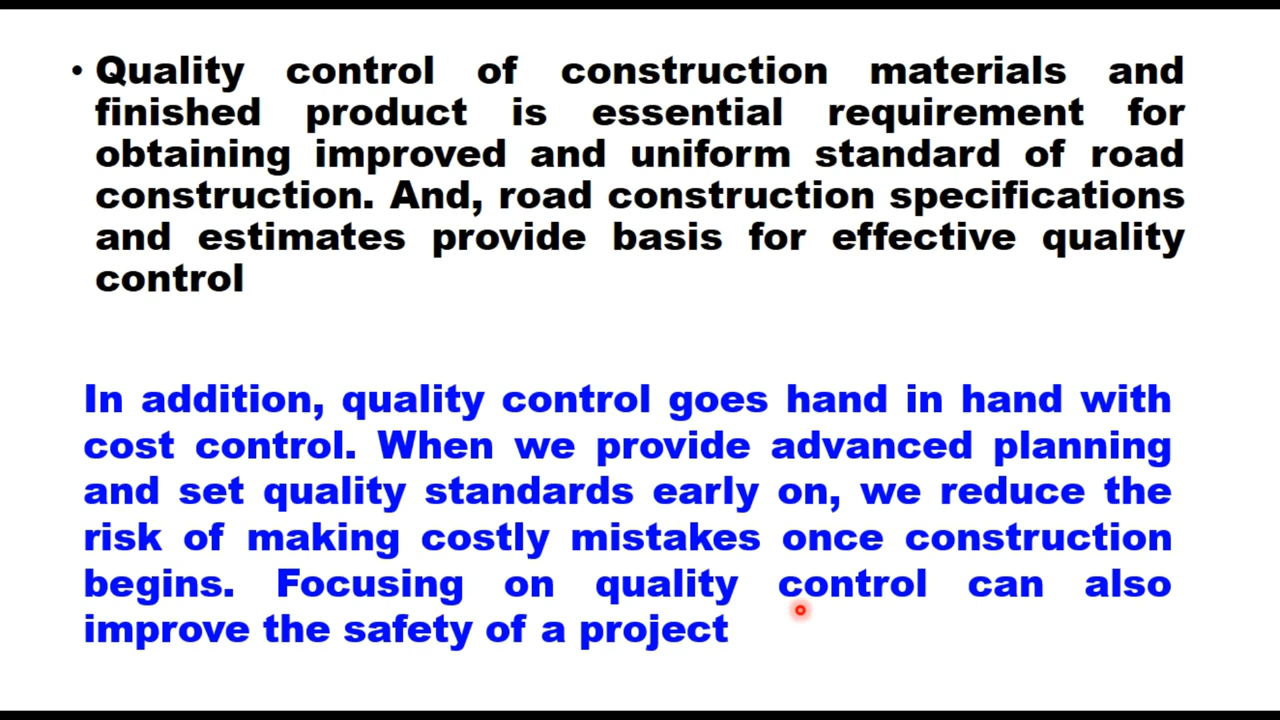 • Quality control of construction materials and
finished product is essential requirement for
obtaining improved and uniform standard of road
construction. And, road construction specifications
and estimates provide basis for effective quality
control
In addition, quality control goes hand in hand with
cost control. When we provide advanced planning
and set quality standards early on, we reduce the
risk of making costly mistakes once construction
begins. Focusing on quality control can also
improve the safety of a project